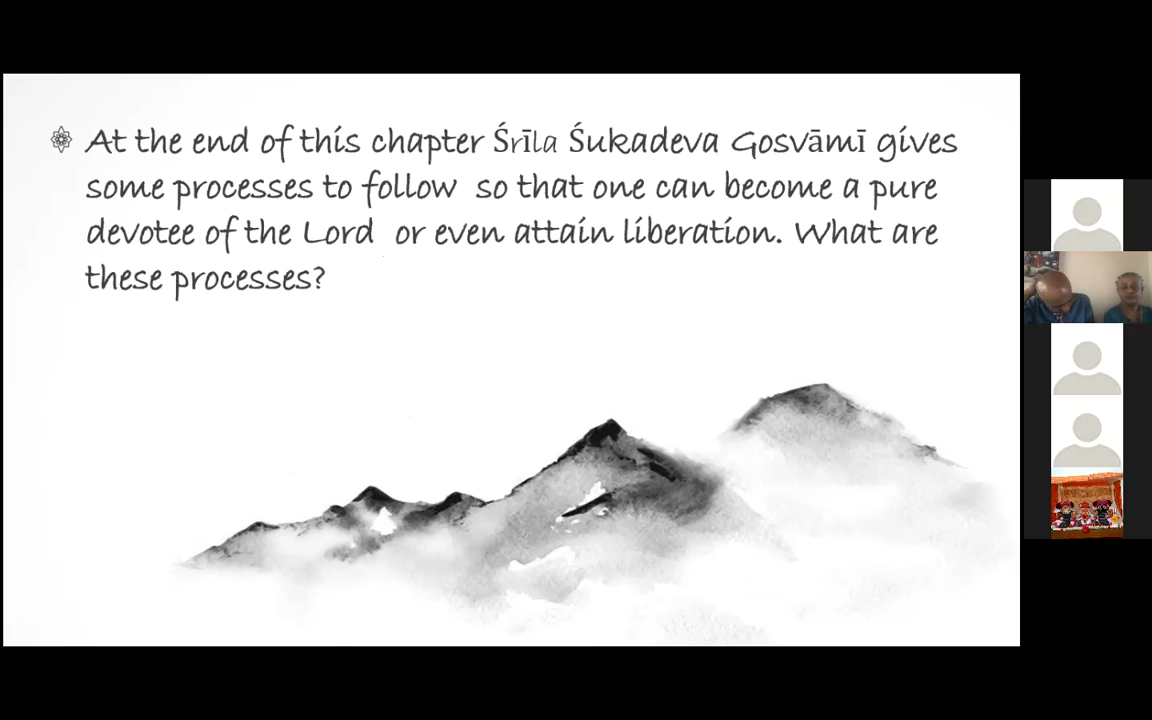 At the end of this chapter Śrīla Śukadeva Gosvāmī gives
some processes to follow so that one can become a pure
devotee of the Lord or even attain liberation. What are
these processes?